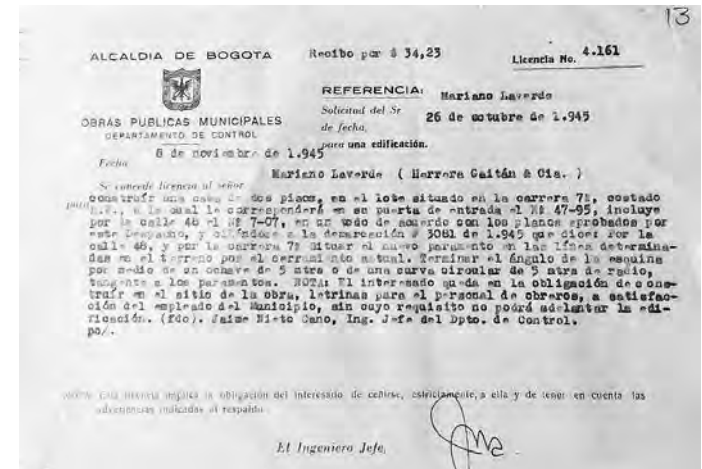 13
ALCALDIA DE BOGOTA
Recibo por $ 34,23
Licencia No. 4.161
OBRAS PUBLICAS MUNICIPALES
DEPARTAMENTO DE CONTROL
REFERENCIA: Mariano Laverde
Solicitud del Sr
de fecha, 26 de octubre de 1.945
para una edificación.
Fecha 8 de noviembre de 1.945
Mariano Laverde ( Herrera Gaitán & Cia. )
Se concede licencia al señor
para construír una casa de dos pisos, en el lote situado en la carrera 7ª, costado
a la cual le corresponderá en su puerta de entrada el Nº 47-95, incluye
por la calle 48 el Nº 7-07, en un todo de acuerdo con los planos aprobados por
este Despacho, y ciñéndose a la demarcación # 3081 de 1.945 que dice: Por la
calle 48, y por la carrera 7ª situar el nuevo paramento en las línea determina-
das en el terreno por el cerramiento actual. Terminar el ángulo de la esquina
por medio de un ochave de 5 mtrs o de una curva circular de 5 mtrs de radio,
tangente a los paramentos. NOTA: El interesado queda en la obligación de cons-
truír en el sitio de la obra, letrinas para el personal de obreros, a satisfac-
ción del empleado del Municipio, sin cuyo requisito no podrá adelantar la edi-
ficación. (fdo). Jaime Nieto Cano, Ing. Jefe del Dpto. de Control.
po/.
Esta licencia implica la obligación del interesado de ceñirse, estrictamente, a ella y de tener en cuenta las
advertencias indicadas al respaldo.
El Ingeniero Jefe,